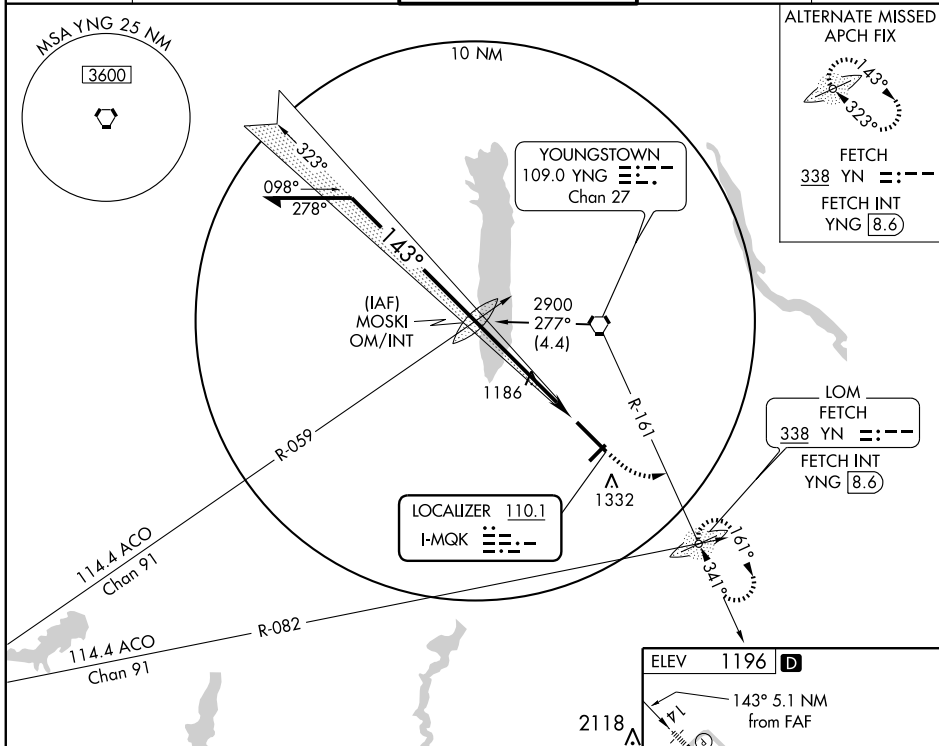 MSA YNG 25 NM
3600
10 NM
ALTERNATE MISSED
APCH FIX
143°
323°
FETCH
338 YN
FETCH INT
YNG 8.6
YOUNGSTOWN
109.0 YNG
Chan 27
323°
098°
278°
143°
(IAF)
MOSKI
OM/INT
2900
277°
(4.4)
1186
R-161
R-059
LOM
FETCH
338 YN
FETCH INT
YNG 8.6
1332
LOCALIZER 110.1
I-MQK
161°
341°
114.4 ACO
Chan 91
R-082
114.4 ACO
Chan 91
ELEV 1196 D
143° 5.1 NM
from FAF
14
P
2118